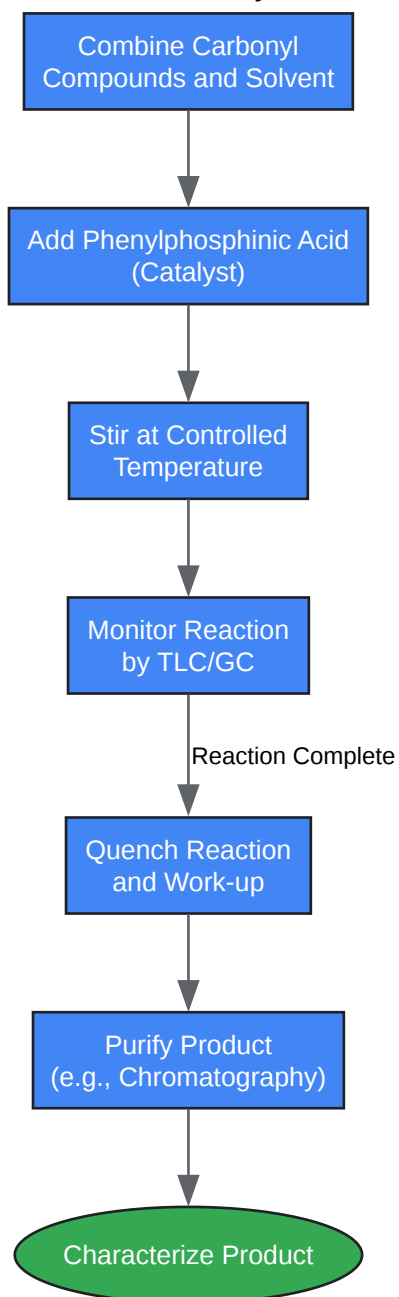 Combine Carbonyl
Compounds and Solvent
Add Phenylphosphinic Acid
(Catalyst)
Stir at Controlled
Temperature
Monitor Reaction
by TLC/GC
Reaction Complete
Quench Reaction
and Work-up
Purify Product
(e.g., Chromatography)
Characterize Product